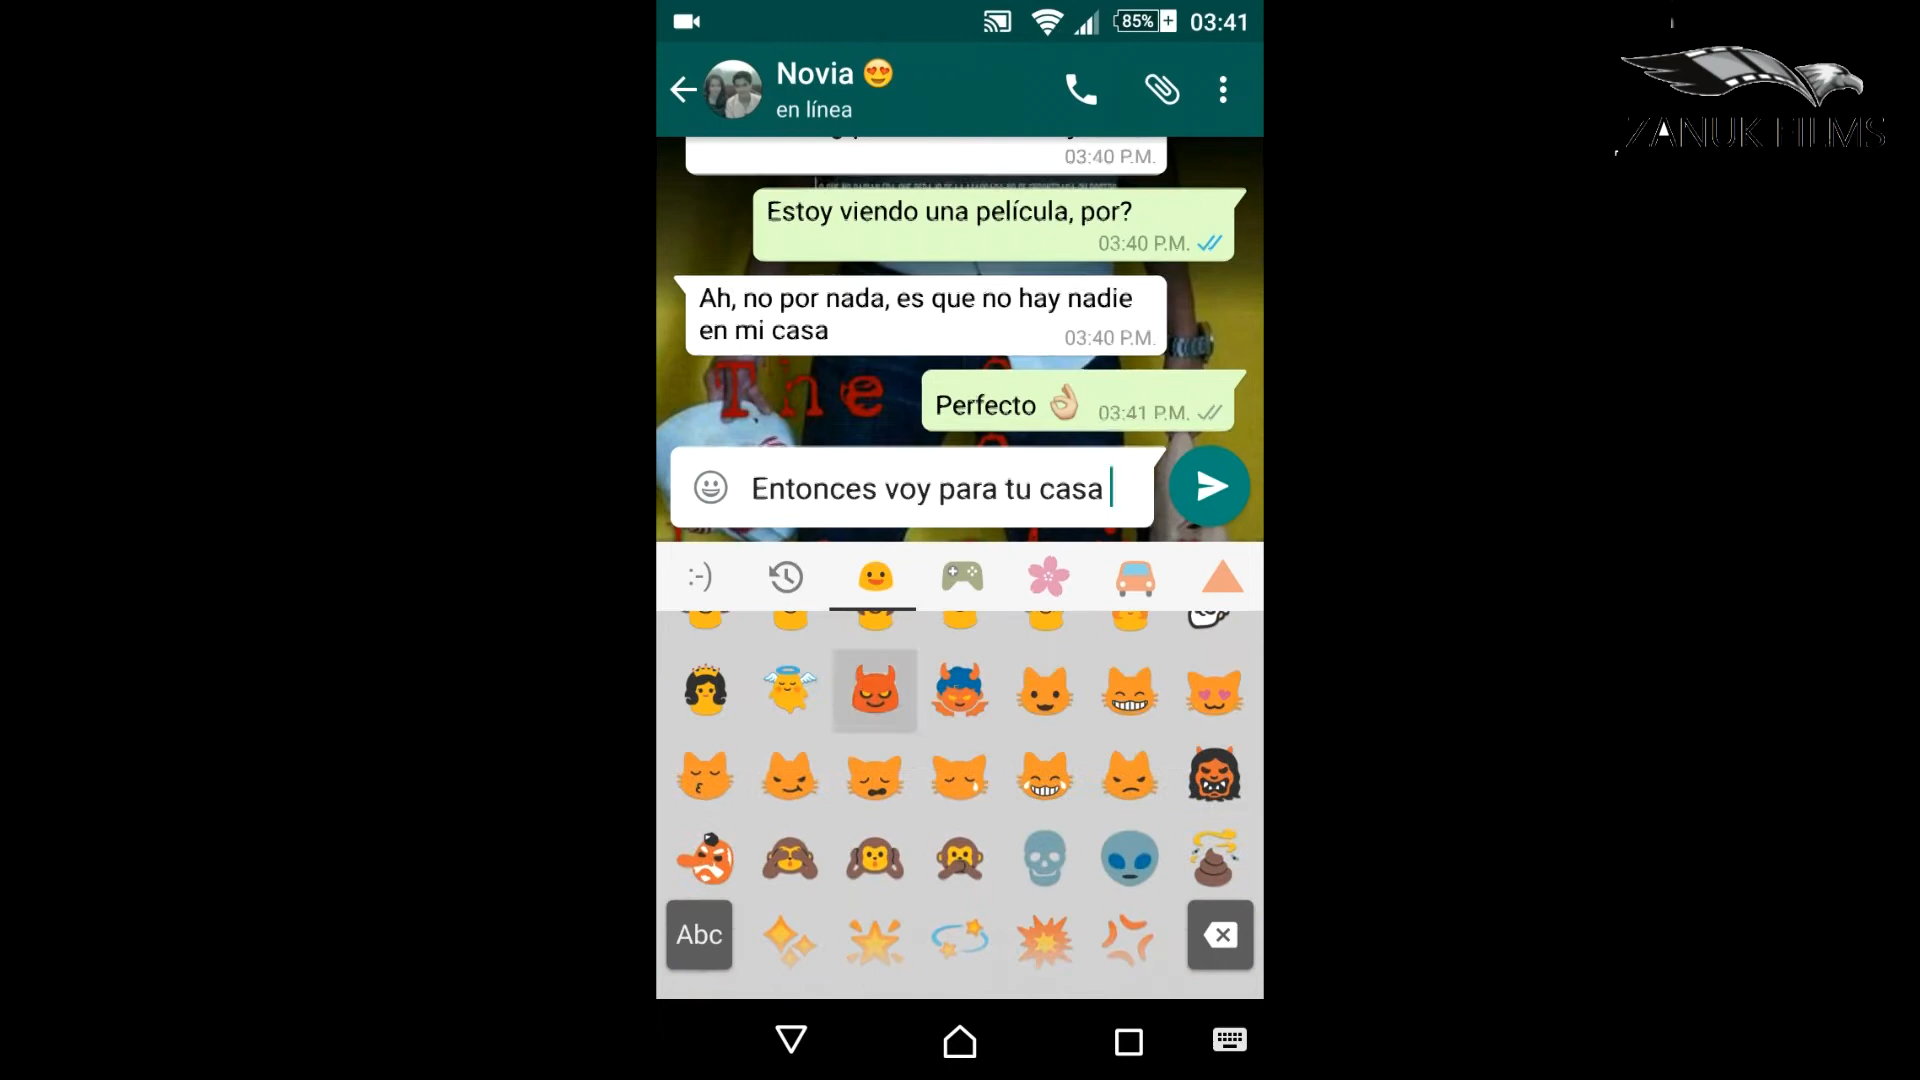 85% 03:41
Novia 😍
en línea
ZANUK FILMS
03:40 P.M.
Estoy viendo una película, por?
03:40 P.M.
Ah, no por nada, es que no hay nadie
en mi casa
03:40 P.M.
The
Perfecto 👌 03:41 P.M.
Entonces voy para tu casa
:-)
Abc